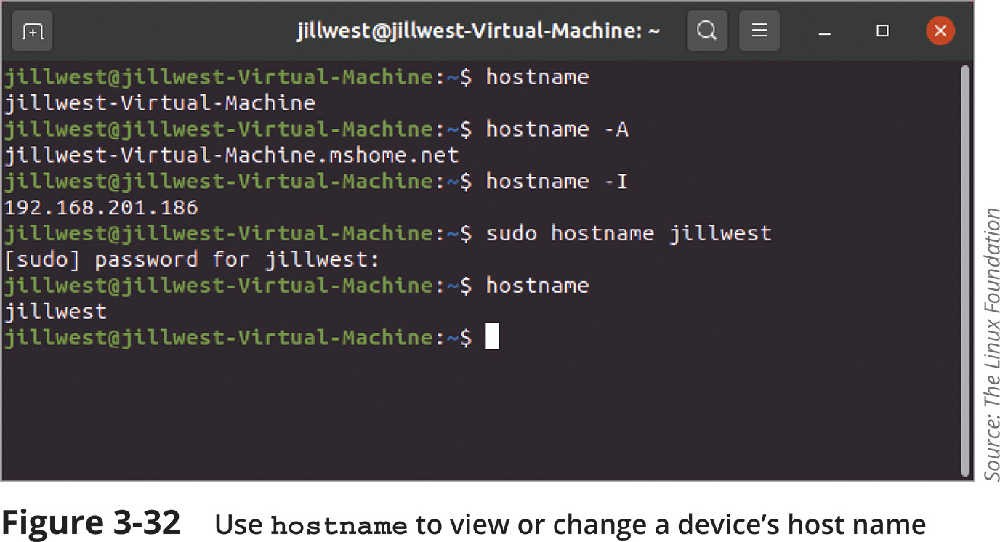 jillwest@jillwest-Virtual-Machine: ~
jillwest@jillwest-Virtual-Machine:~$ hostname
jillwest-Virtual-Machine
jillwest@jillwest-Virtual-Machine:~$ hostname -A
jillwest-Virtual-Machine.mshome.net
jillwest@jillwest-Virtual-Machine:~$ hostname -I
192.168.201.186
jillwest@jillwest-Virtual-Machine:~$ sudo hostname jillwest
[sudo] password for jillwest:
jillwest@jillwest-Virtual-Machine:~$ hostname
jillwest
jillwest@jillwest-Virtual-Machine:~$
Source: The Linux Foundation
Figure 3-32 Use hostname to view or change a device’s host name